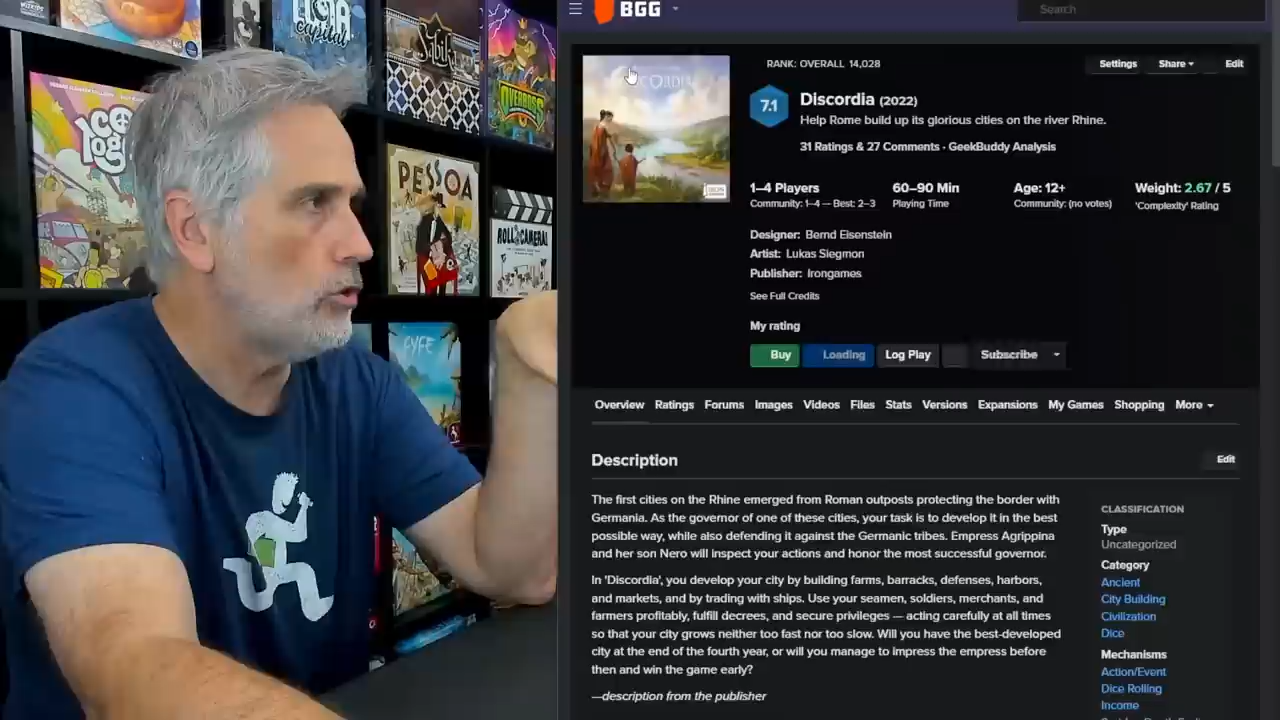 BGG
Search
RANK: OVERALL 14,028
Settings
Share
Edit
7.1
Discordia (2022)
Help Rome build up its glorious cities on the river Rhine.
31 Ratings & 27 Comments · GeekBuddy Analysis
1–4 Players
Community: 1–4 — Best: 2–3
60–90 Min
Playing Time
Age: 12+
Community: (no votes)
Weight: 2.67 / 5
'Complexity' Rating
Designer: Bernd Eisenstein
Artist: Lukas Siegmon
Publisher: Irongames
See Full Credits
My rating
Buy
Loading
Log Play
Subscribe
Overview Ratings Forums Images Videos Files Stats Versions Expansions My Games Shopping More
Description
Edit
The first cities on the Rhine emerged from Roman outposts protecting the border with
Germania. As the governor of one of these cities, your task is to develop it in the best
possible way, while also defending it against the Germanic tribes. Empress Agrippina
and her son Nero will inspect your actions and honor the most successful governor.
In 'Discordia', you develop your city by building farms, barracks, defenses, harbors,
and markets, and by trading with ships. Use your seamen, soldiers, merchants, and
farmers profitably, fulfill decrees, and secure privileges — acting carefully at all times
so that your city grows neither too fast nor too slow. Will you have the best-developed
city at the end of the fourth year, or will you manage to impress the empress before
then and win the game early?
—description from the publisher
CLASSIFICATION
Type
Uncategorized
Category
Ancient
City Building
Civilization
Dice
Mechanisms
Action/Event
Dice Rolling
Income
capital
Sabika
OVERBOSS
PESSOA
ROLL CAMERA!
FYFE